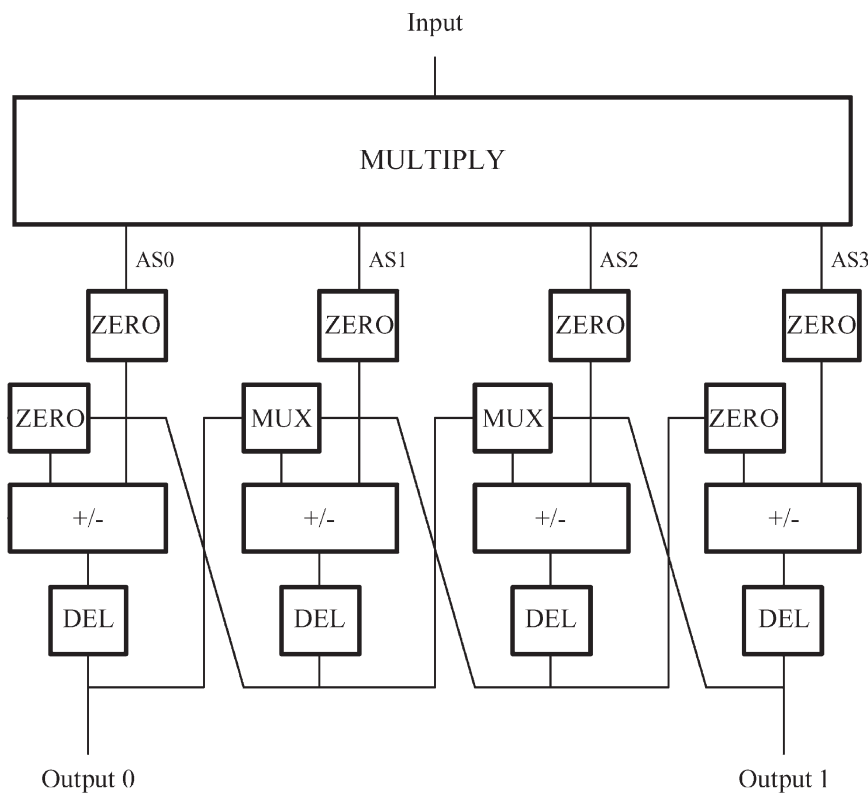 Input
MULTIPLY
AS0 AS1 AS2 AS3
ZERO ZERO ZERO ZERO
ZERO MUX MUX ZERO
+/- +/- +/- +/-
DEL DEL DEL DEL
Output 0 Output 1